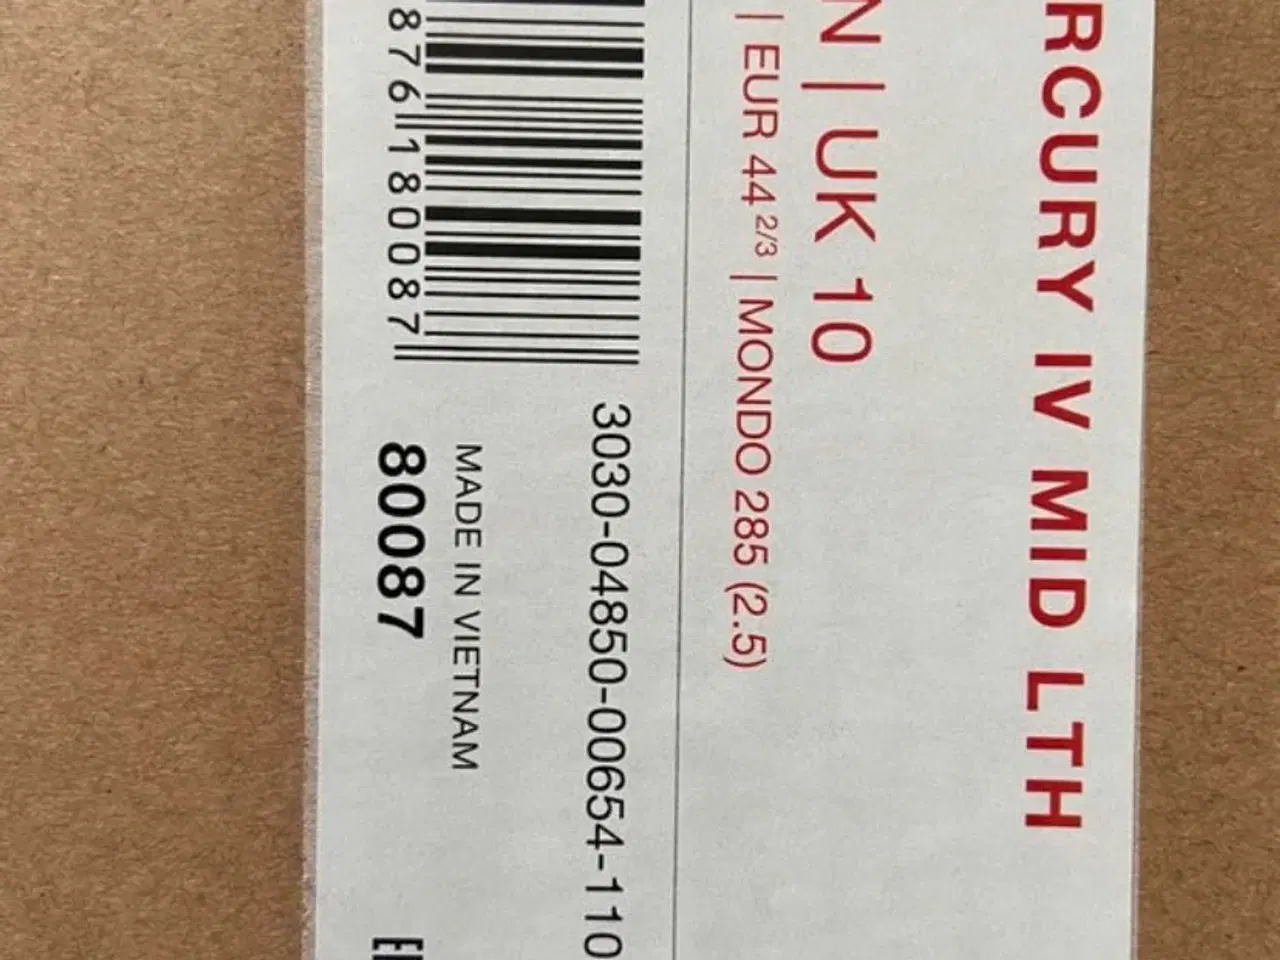 RCURY IV MID LTH
N | UK 10
| EUR 44 2/3 | MONDO 285 (2.5)
3030-04850-00654-110
MADE IN VIETNAM
876180087
80087